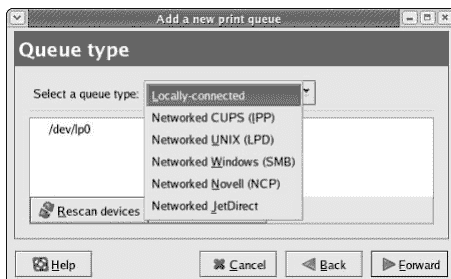 Add a new print queue
Queue type
Select a queue type:
Locally-connected
Networked CUPS (IPP)
Networked UNIX (LPD)
Networked Windows (SMB)
Networked Novell (NCP)
Networked JetDirect
/dev/lp0
Rescan devices
Help
Cancel
Back
Forward